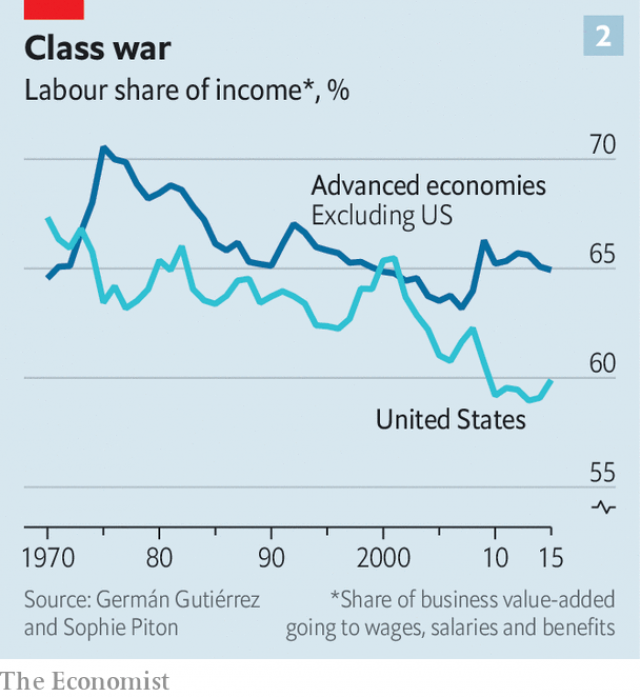 2
Class war
Labour share of income*, %
70
Advanced economies
Excluding US
65
60
United States
55
1970 80 90 2000 10 15
Source: Germán Gutiérrez
and Sophie Piton
*Share of business value-added
going to wages, salaries and benefits
The Economist